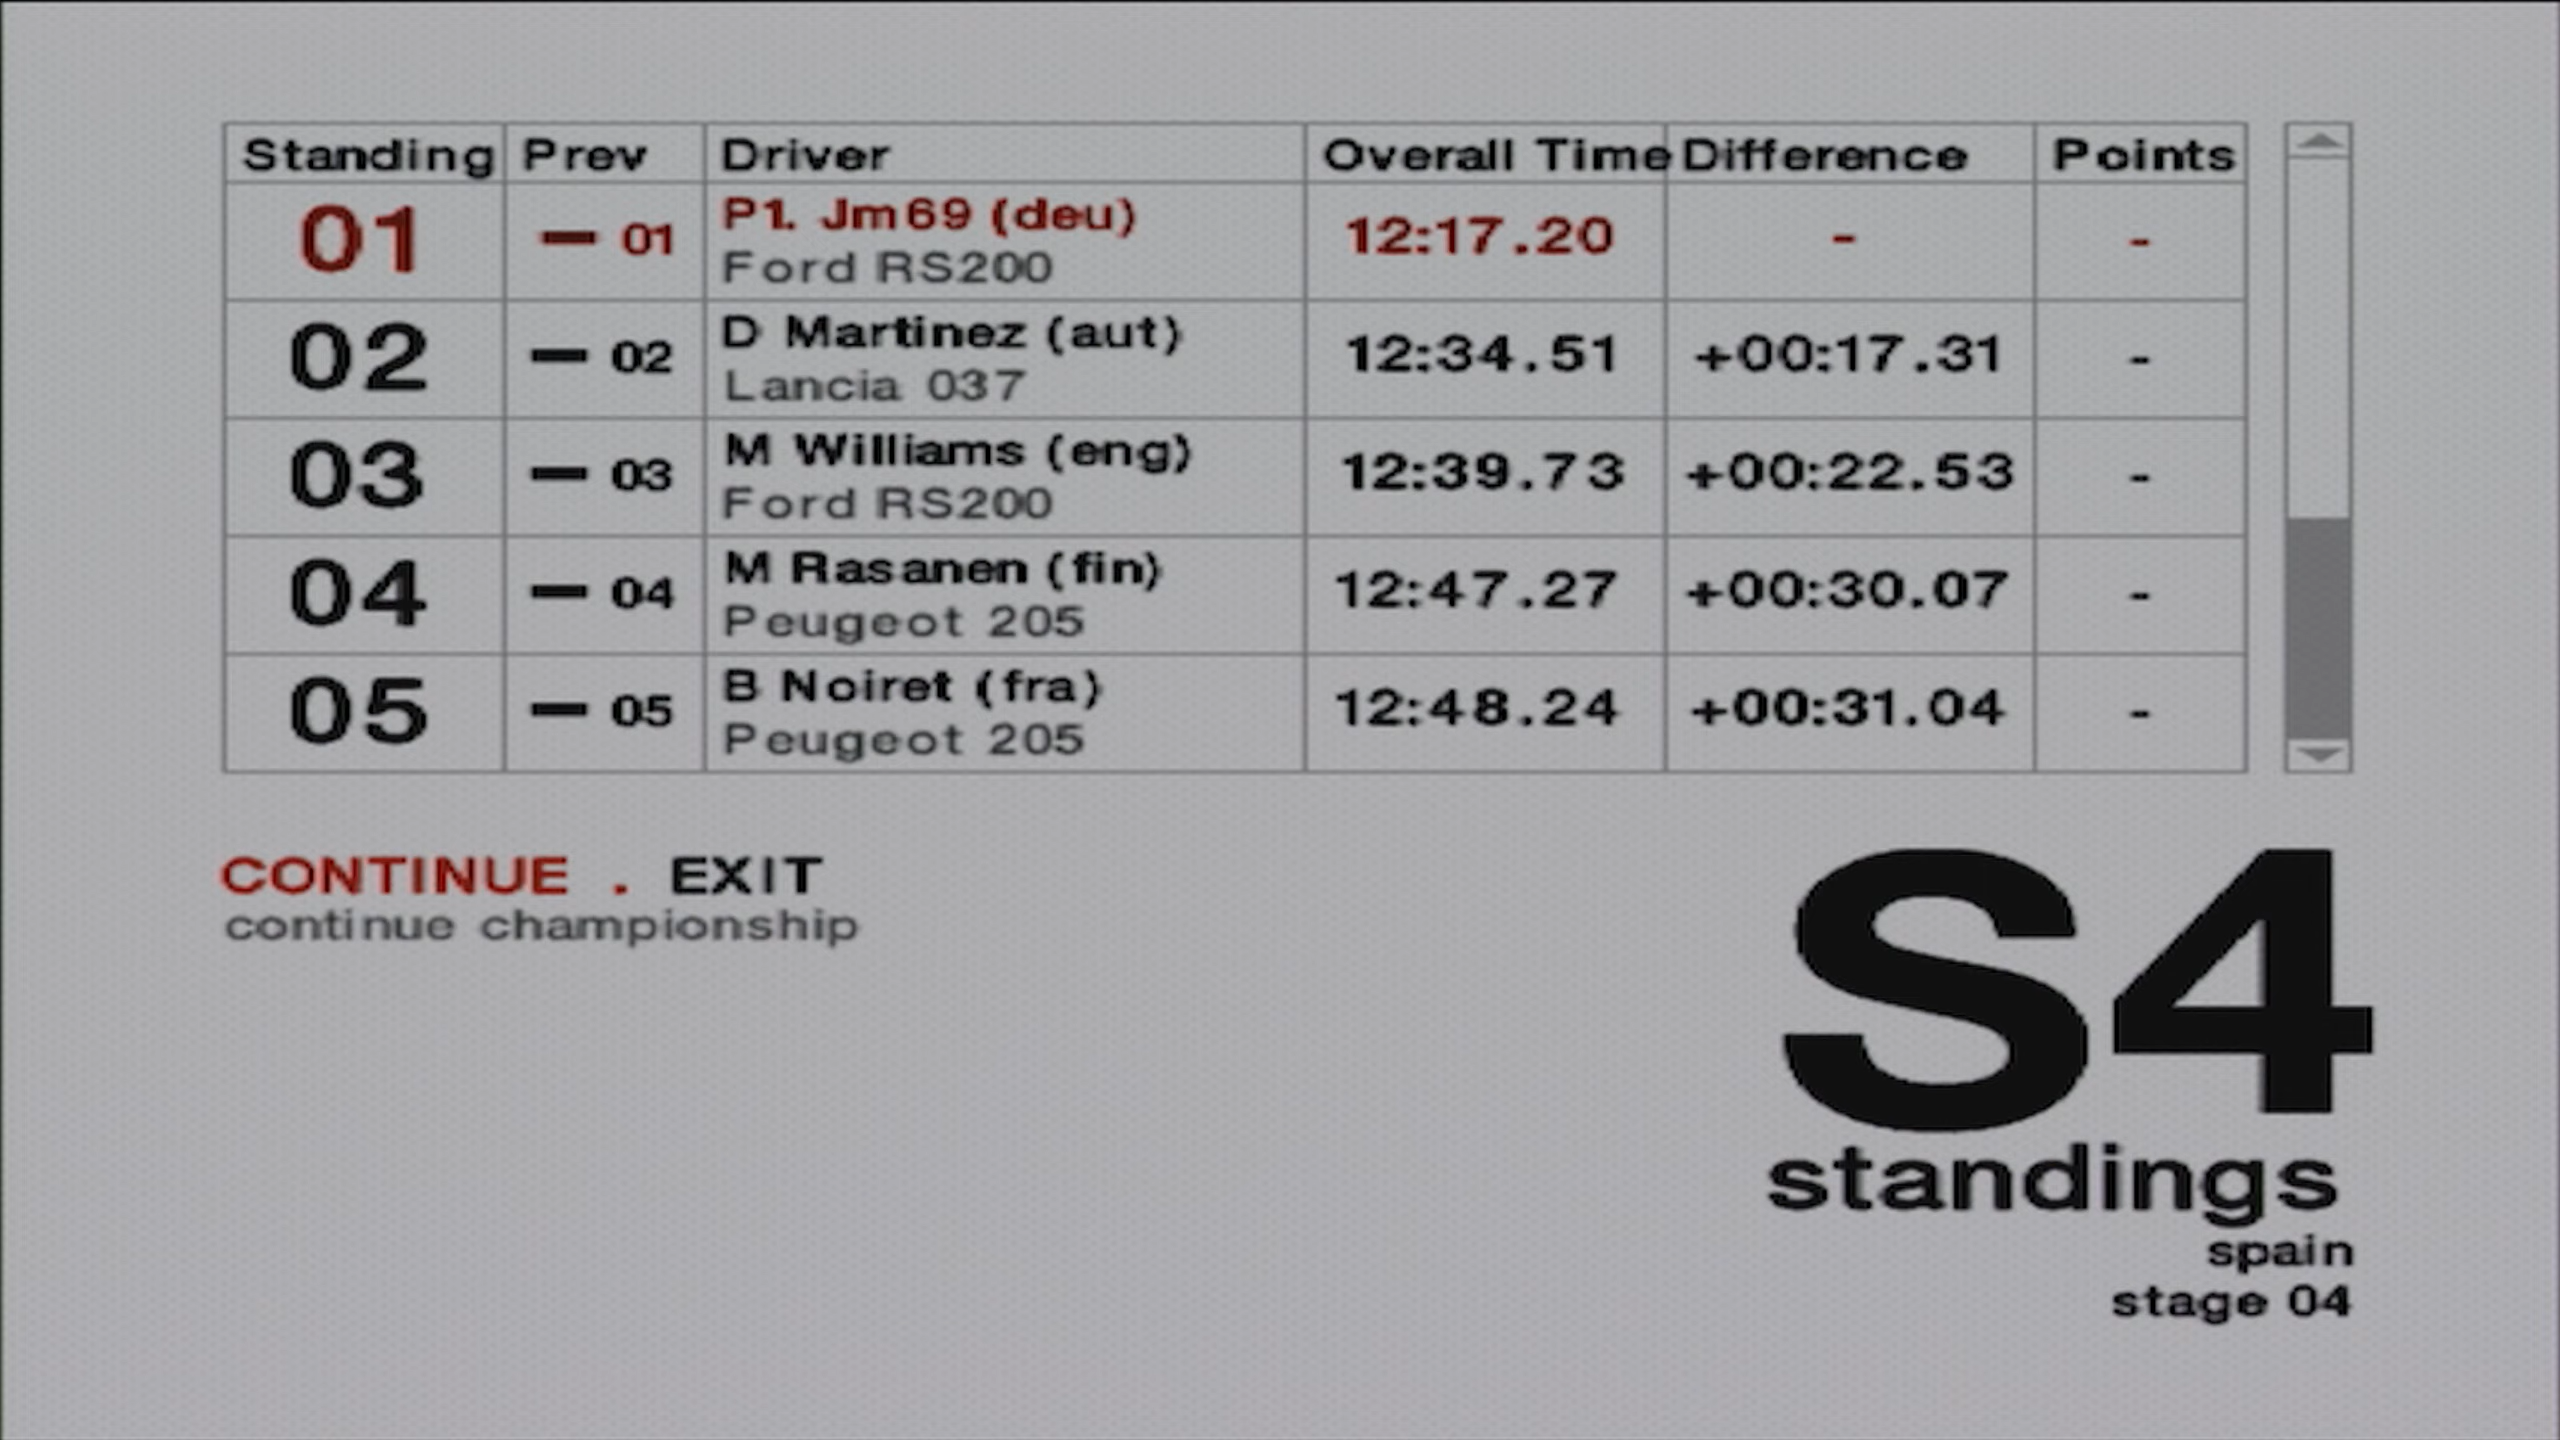 Standing Prev Driver Overall Time Difference Points
01 01 P1. Jm69 (deu) 12:17.20 - -
Ford RS200
02 02 D Martinez (aut) 12:34.51 +00:17.31 -
Lancia 037
03 03 M Williams (eng) 12:39.73 +00:22.53 -
Ford RS200
04 04 M Rasanen (fin) 12:47.27 +00:30.07 -
Peugeot 205
05 05 B Noiret (fra) 12:48.24 +00:31.04 -
Peugeot 205
CONTINUE . EXIT
continue championship
S4
standings
spain
stage 04